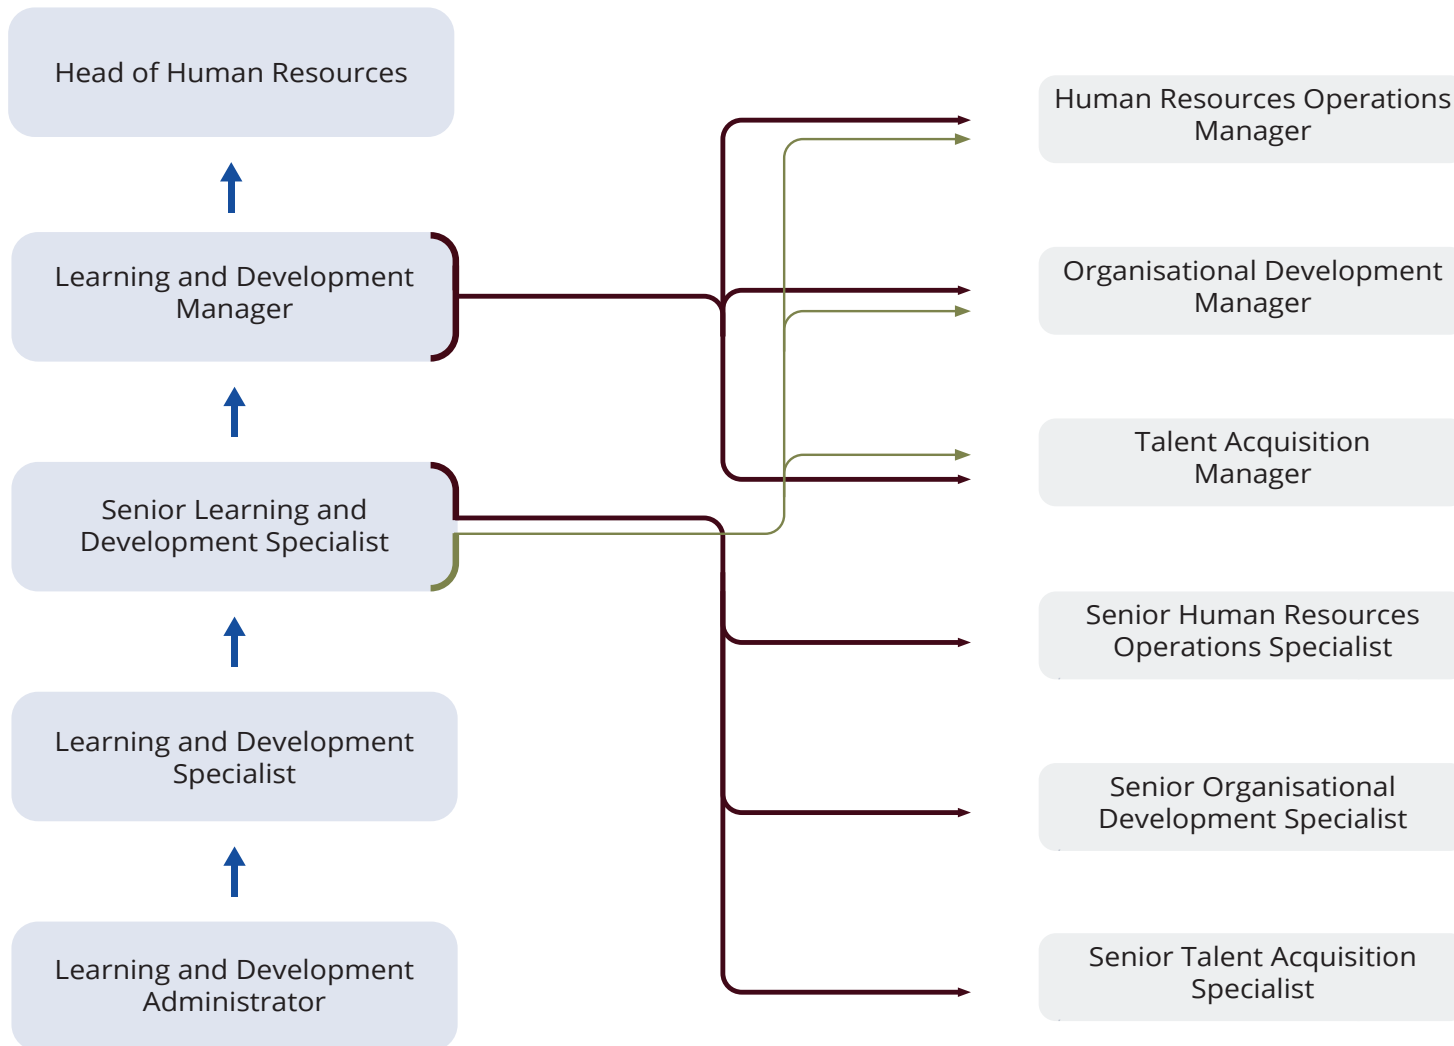 Head of Human Resources
Learning and Development
Manager
Senior Learning and
Development Specialist
Learning and Development
Specialist
Learning and Development
Administrator
Human Resources Operations
Manager
Organisational Development
Manager
Talent Acquisition
Manager
Senior Human Resources
Operations Specialist
Senior Organisational
Development Specialist
Senior Talent Acquisition
Specialist